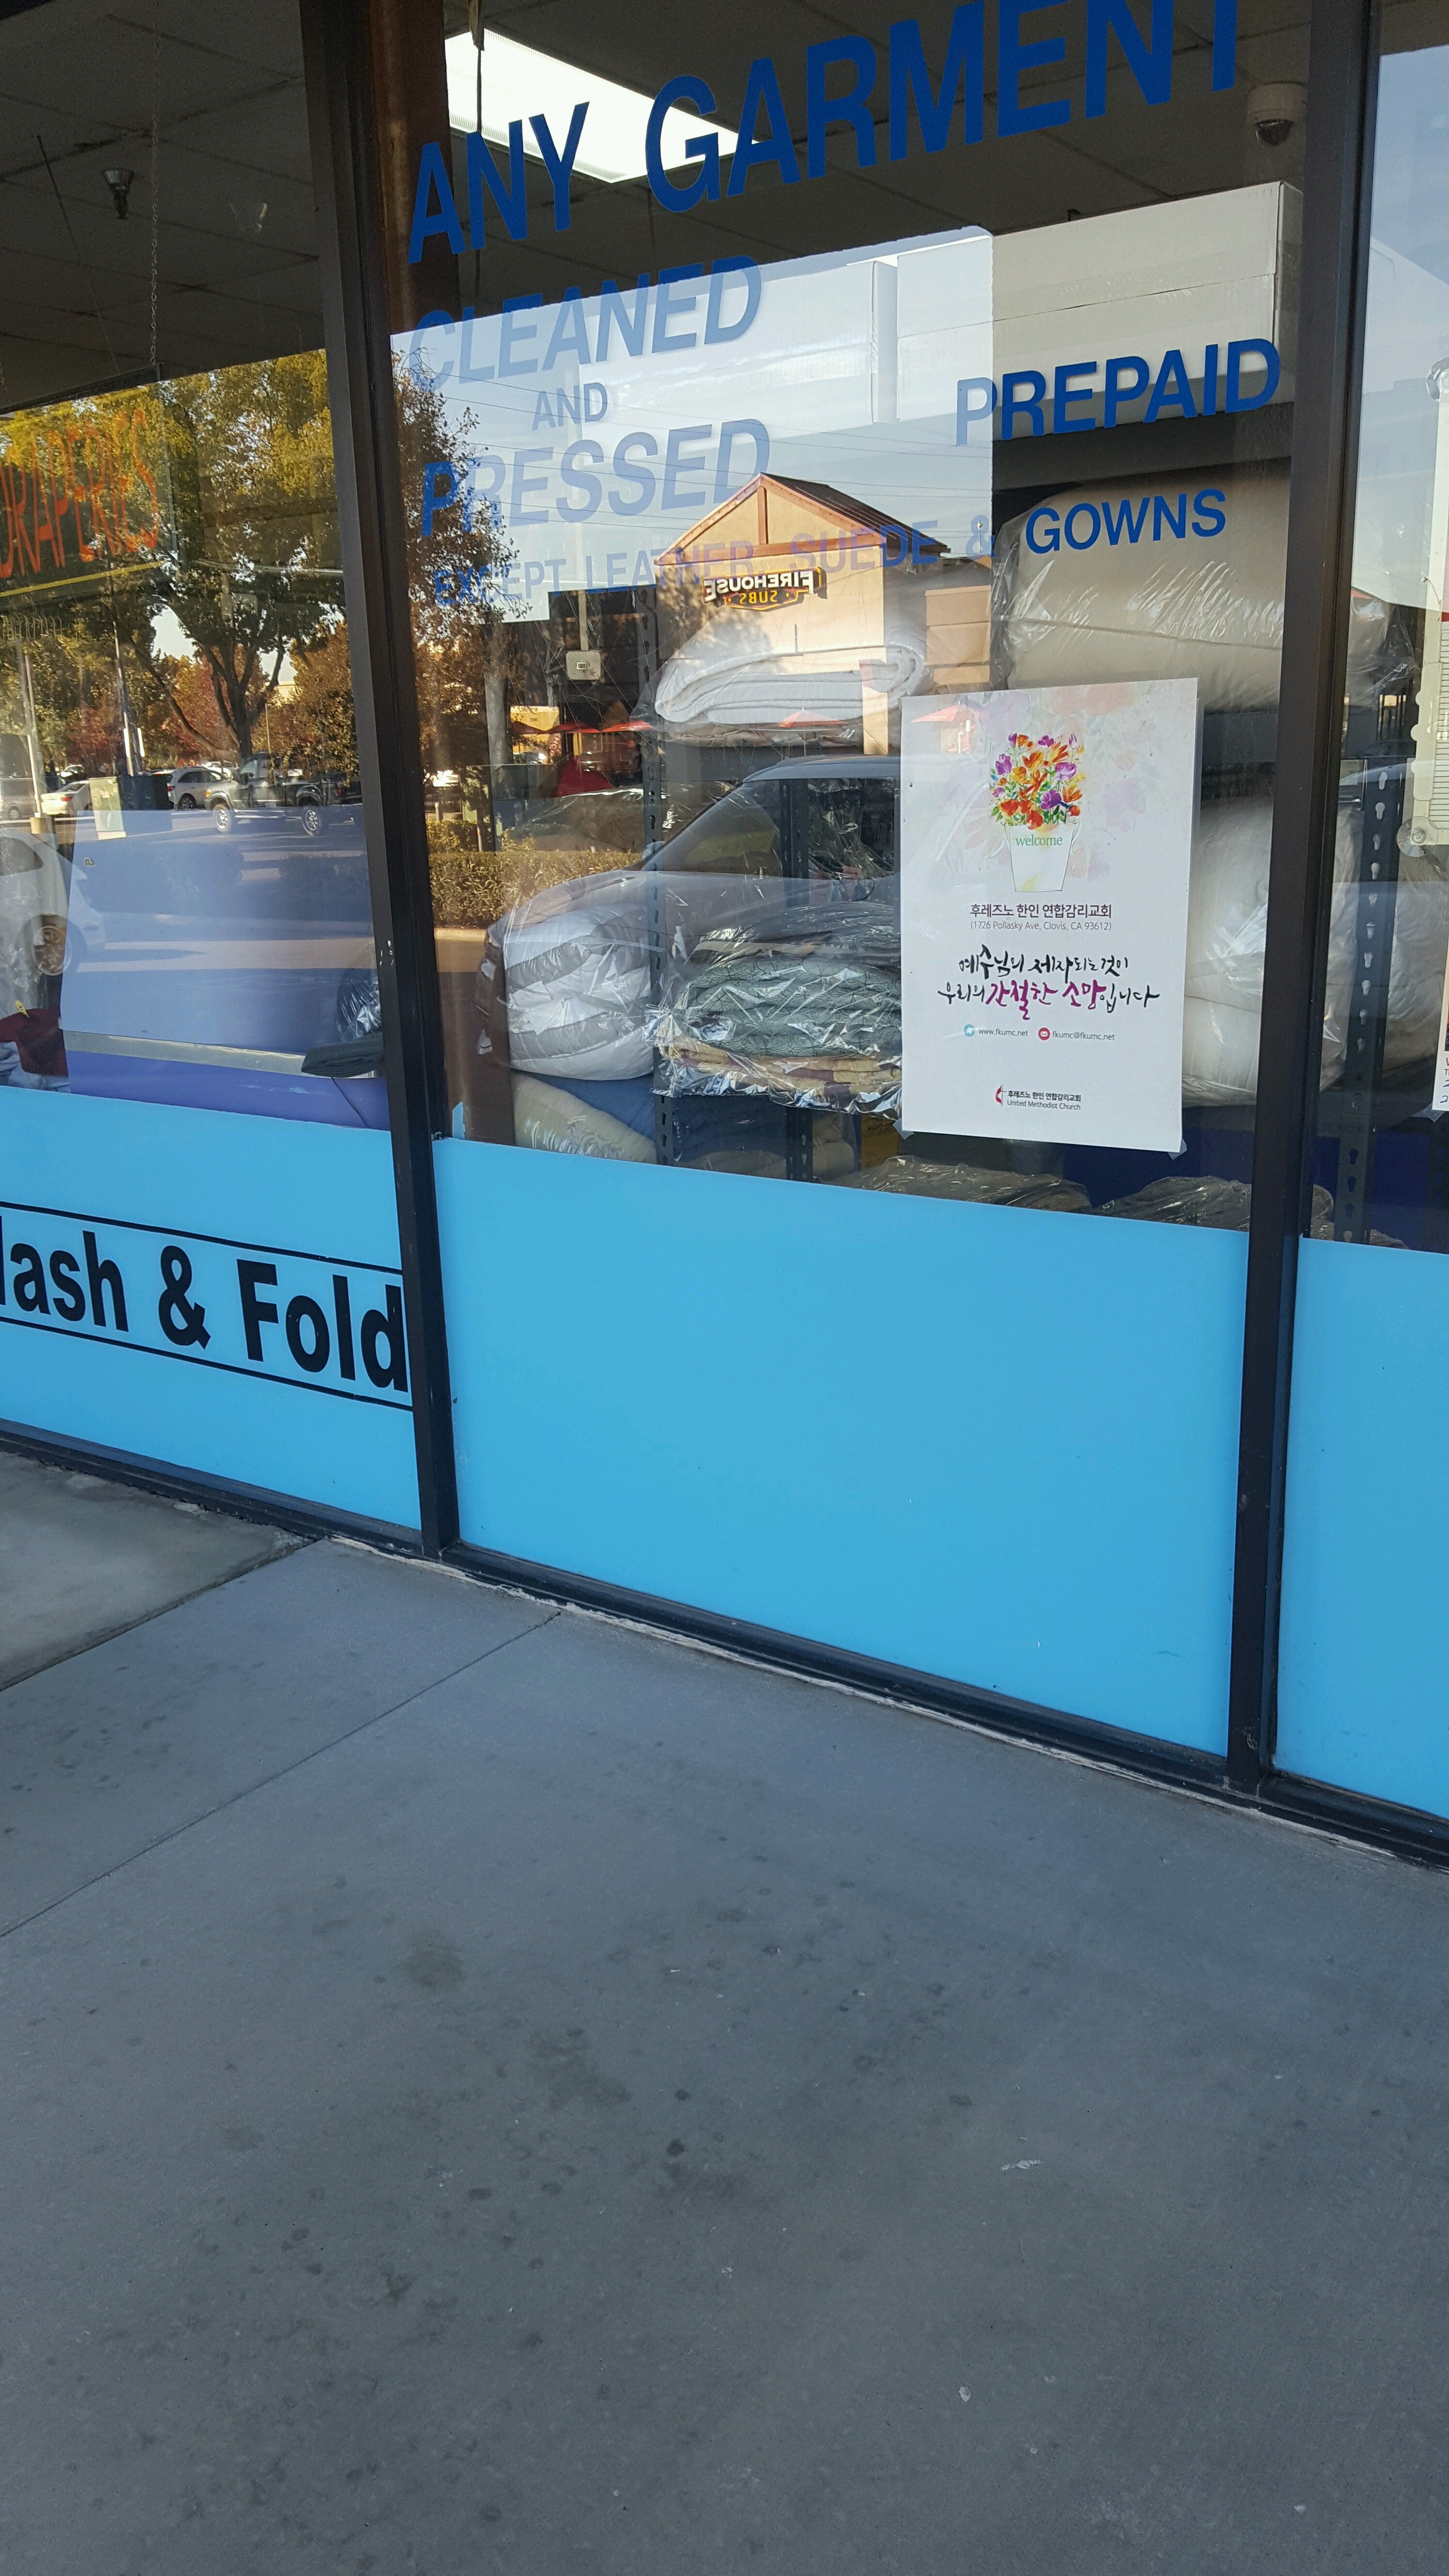 ANY GARMENT
CLEANED
AND
PRESSED
PREPAID
EXCEPT LEATHER, SUEDE & GOWNS
DRAPERIES
FIREHOUSE
SUBS
welcome
후레즈노 한인 연합감리교회
(1726 Pollasky Ave, Clovis, CA 93612)
예수님의 제자되는 것이
우리의 간절한 소망입니다
www.fkumc.net fkumc@fkumc.net
후레즈노 한인 연합감리교회
United Methodist Church
& Fold